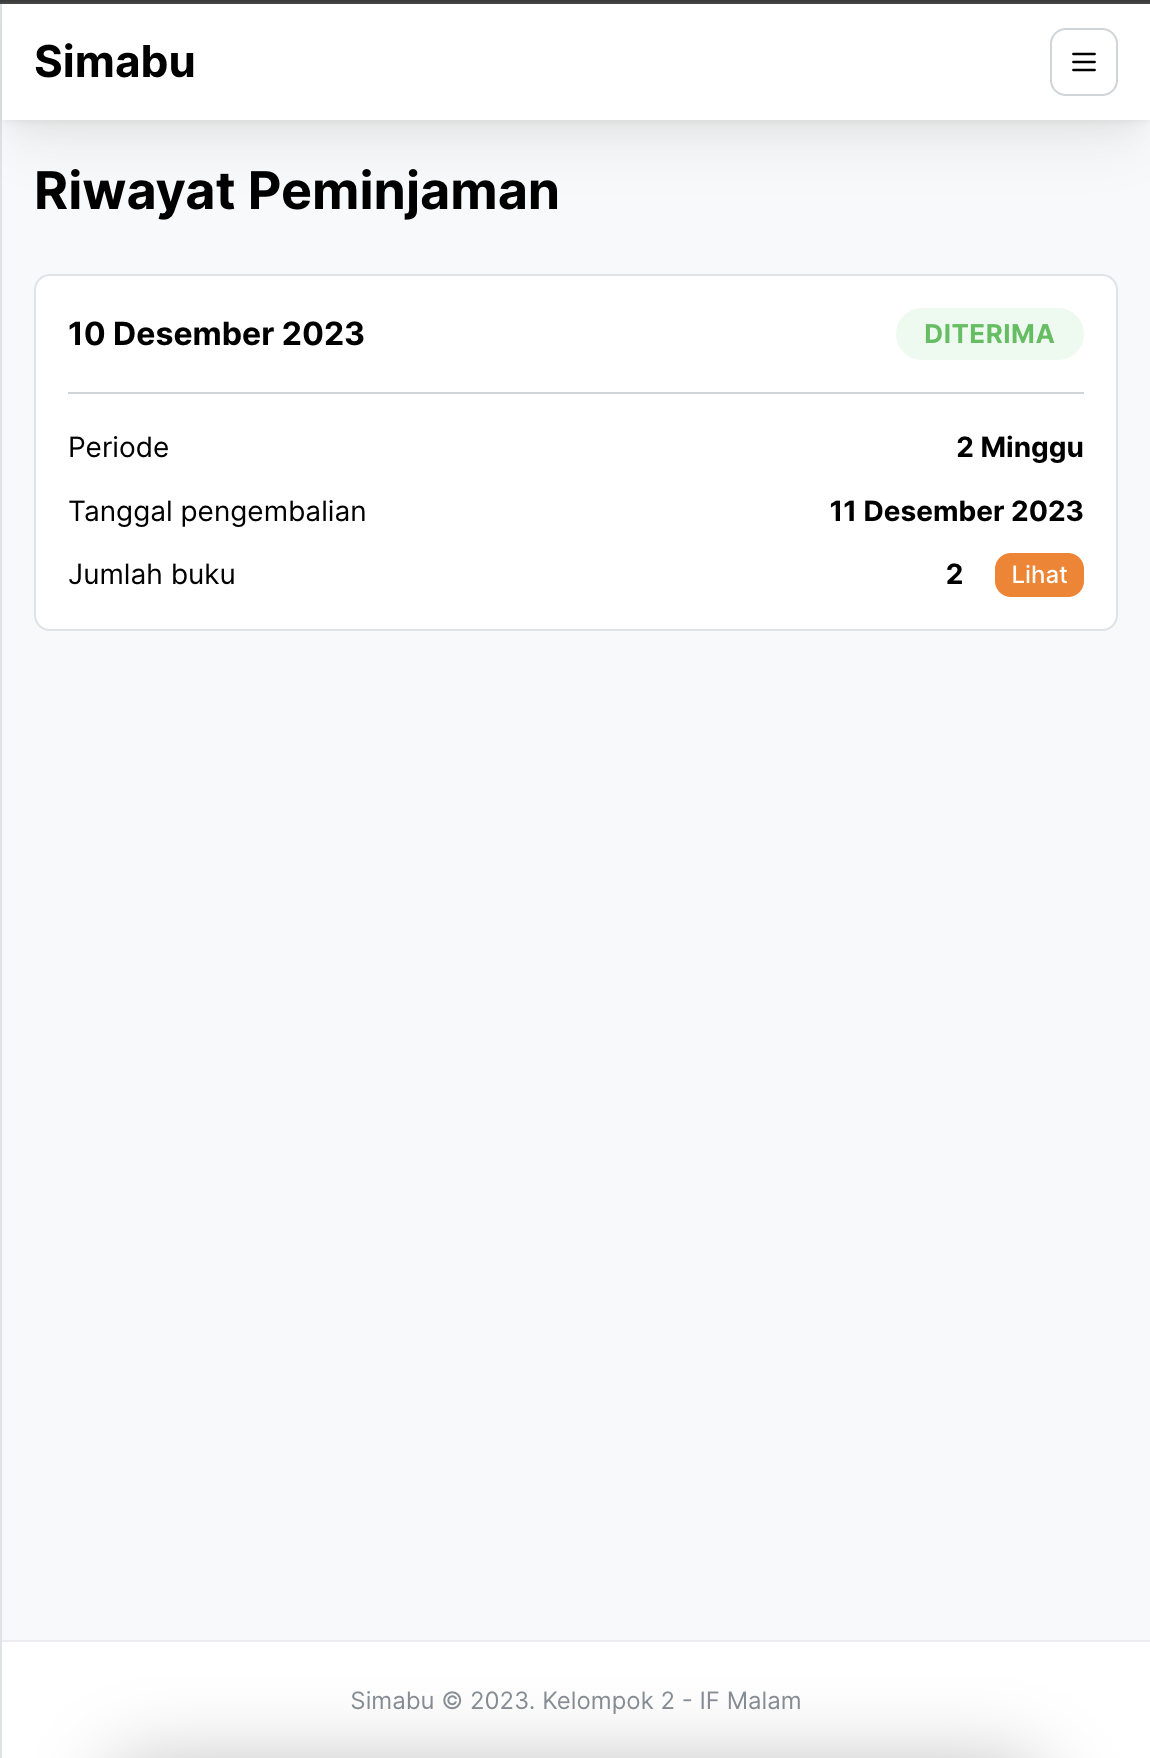 Simabu
Riwayat Peminjaman
10 Desember 2023 DITERIMA
Periode 2 Minggu
Tanggal pengembalian 11 Desember 2023
Jumlah buku 2 Lihat
Simabu © 2023. Kelompok 2 - IF Malam